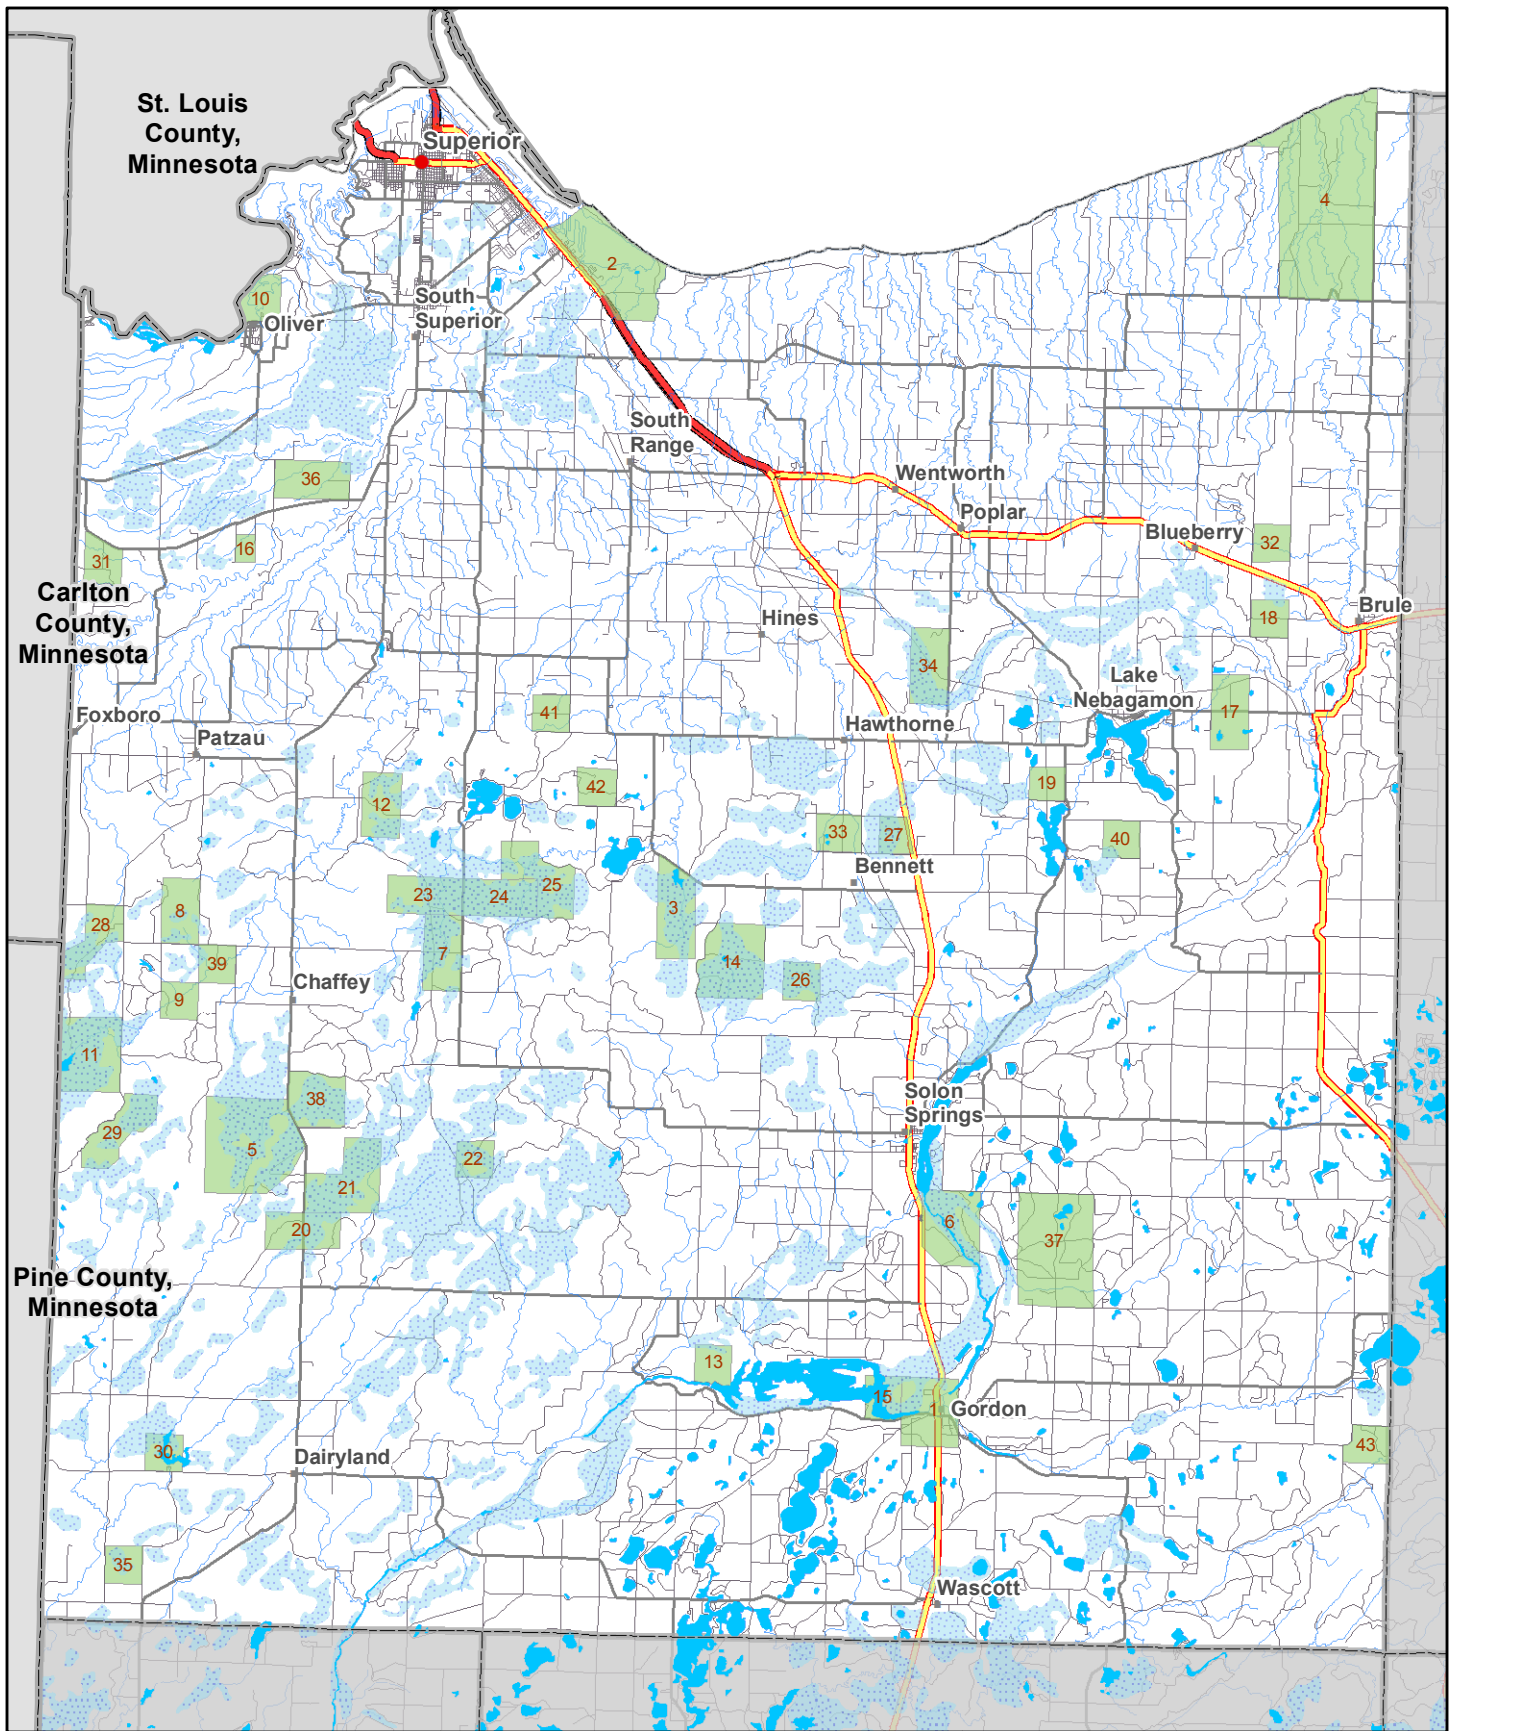 St. Louis
County,
Minnesota
Superior
4
2
10
Oliver
South
Superior
South
Range
36
Wentworth
Poplar
Blueberry
32
16
31
Carlton
County,
Minnesota
Brule
18
Hines
34
Lake
Nebagamon
17
Foxboro
41
Hawthorne
Patzau
19
42
12
33
27
40
Bennett
25
23
24
3
8
28
7
14
39
26
Chaffey
9
11
Solon
Springs
38
29
5
22
21
6
20
37
Pine County,
Minnesota
13
15
1
Gordon
43
30
Dairyland
35
Wascott